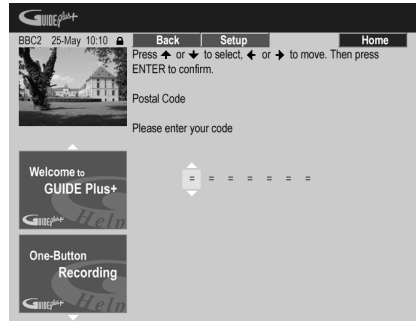 GUIDE plus+
BBC2 25-May 10:10 Back Setup Home
Press ↑ or ↓ to select, ← or → to move. Then press
ENTER to confirm.
Postal Code
Please enter your code
= = = = = = =
Welcome to
GUIDE Plus+
GUIDE plus+ Help
One-Button
Recording
GUIDE plus+ Help